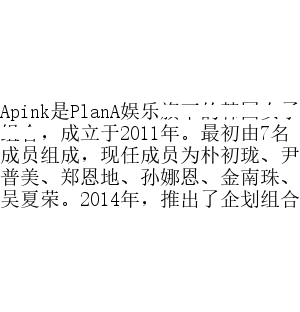 Apink是PlanA娱乐
，成立于2011年。最初由7名
成员组成，现任成员为朴初珑、尹
普美、郑恩地、孙娜恩、金南珠、
吴夏荣。2014年，推出了企划组合